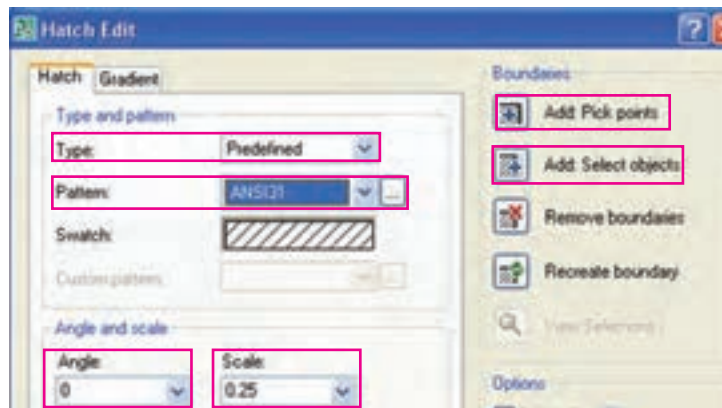 Hatch Edit
Hatch Gradient
Type and pattern
Type: Predefined
Pattern: ANSI31 ...
Swatch:
Custom pattern:
Angle and scale
Angle: Scale:
0 0.25
Boundaries
Add: Pick points
Add: Select objects
Remove boundaries
Recreate boundary
View Selections
Options